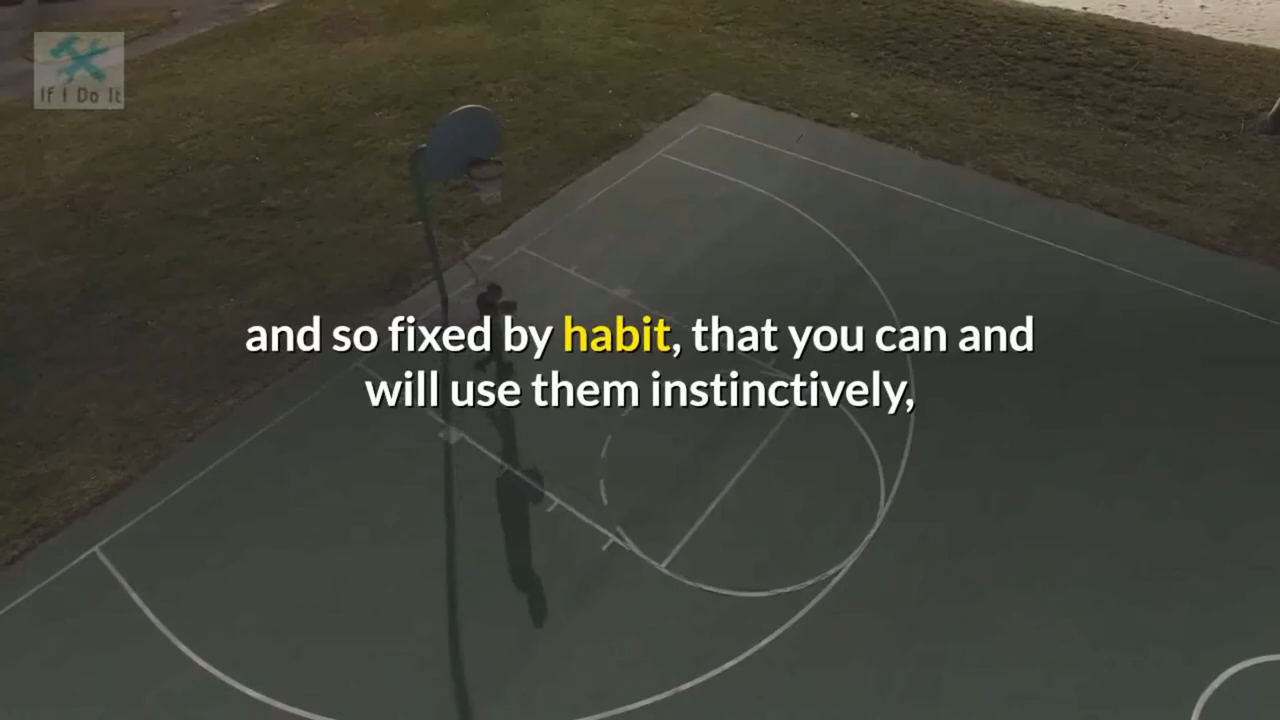 If I Do It
and so fixed by habit, that you can and
will use them instinctively,